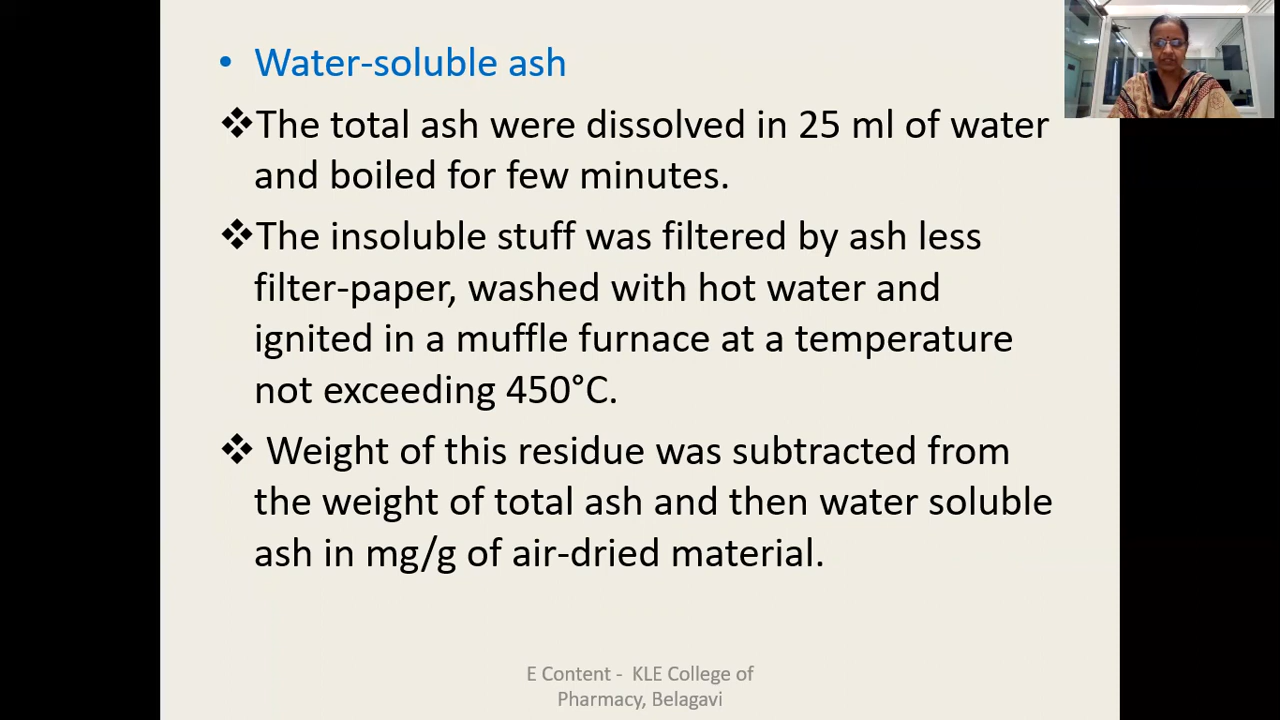 • Water-soluble ash
❖The total ash were dissolved in 25 ml of water
and boiled for few minutes.
❖The insoluble stuff was filtered by ash less
filter-paper, washed with hot water and
ignited in a muffle furnace at a temperature
not exceeding 450°C.
❖ Weight of this residue was subtracted from
the weight of total ash and then water soluble
ash in mg/g of air-dried material.
E Content - KLE College of
Pharmacy, Belagavi